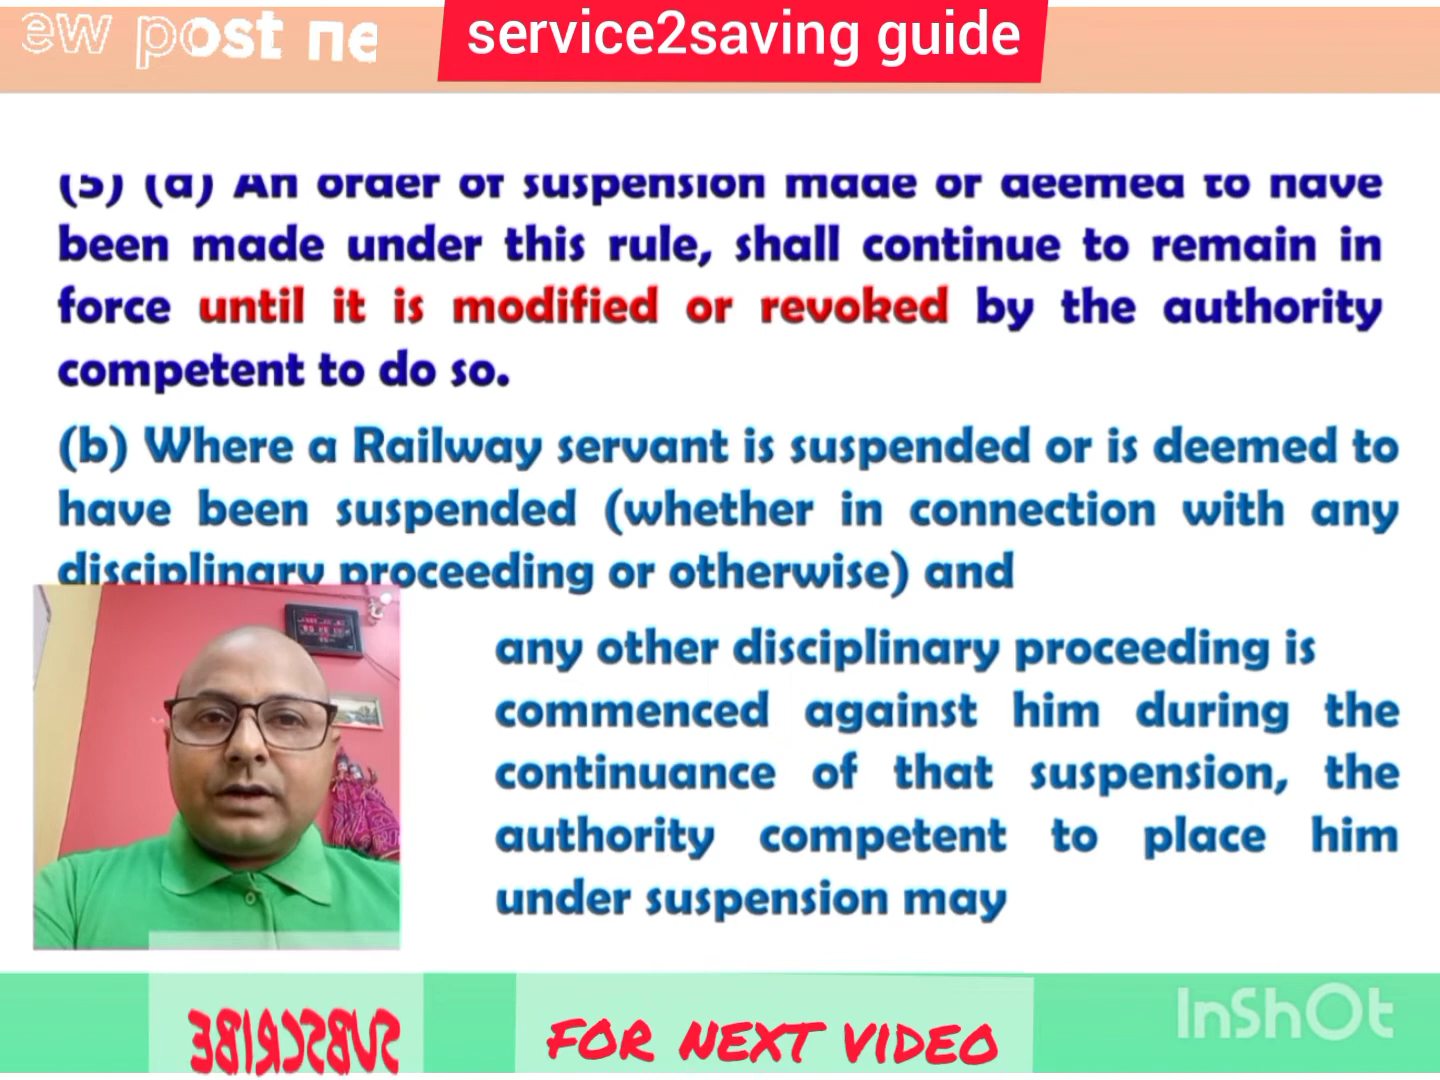 ew post ne
service2saving guide
(5) (a) An order of suspension made or deemed to have
been made under this rule, shall continue to remain in
force until it is modified or revoked by the authority
competent to do so.
(b) Where a Railway servant is suspended or is deemed to
have been suspended (whether in connection with any
disciplinary proceeding or otherwise) and
any other disciplinary proceeding is
commenced against him during the
continuance of that suspension, the
authority competent to place him
under suspension may
SUBSCRIBE
FOR NEXT VIDEO
InShOt